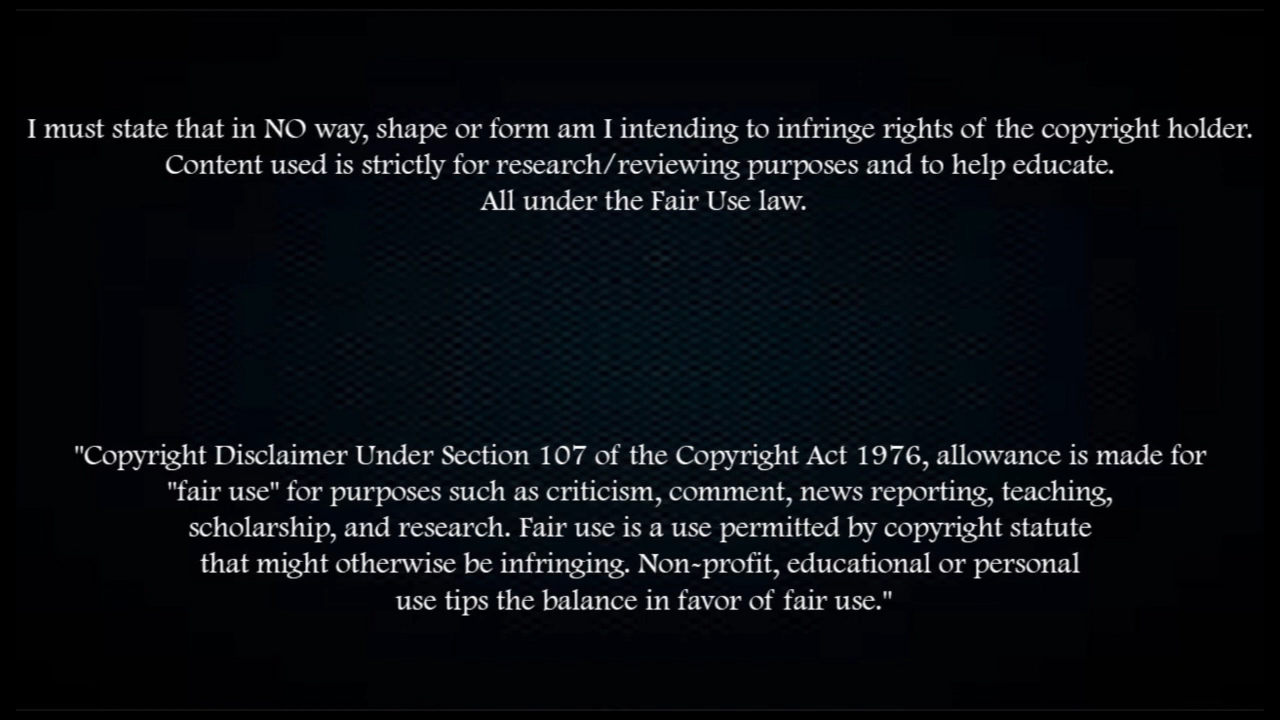 I must state that in NO way, shape or form am I intending to infringe rights of the copyright holder.
Content used is strictly for research/reviewing purposes and to help educate.
All under the Fair Use law.
"Copyright Disclaimer Under Section 107 of the Copyright Act 1976, allowance is made for
"fair use" for purposes such as criticism, comment, news reporting, teaching,
scholarship, and research. Fair use is a use permitted by copyright statute
that might otherwise be infringing. Non-profit, educational or personal
use tips the balance in favor of fair use."